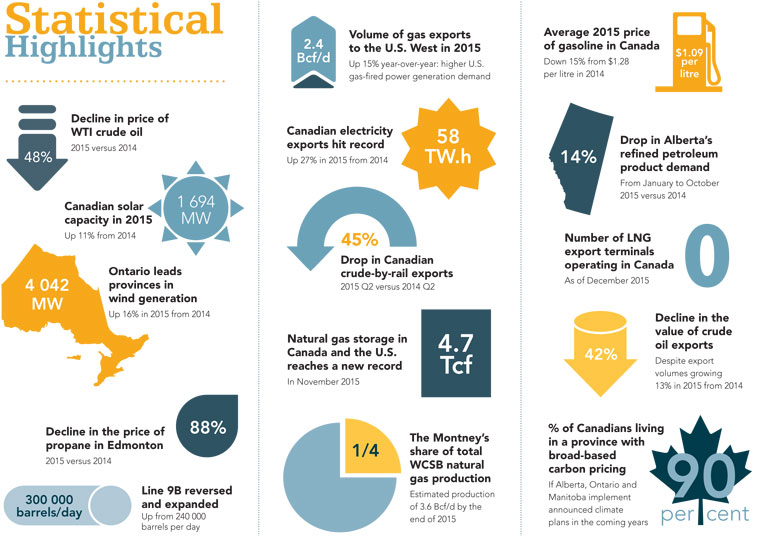 Statistical
Highlights
48%
Decline in price of
WTI crude oil
2015 versus 2014
Canadian solar
capacity in 2015
Up 11% from 2014
1 694
MW
4 042
MW
Ontario leads
provinces in
wind generation
Up 16% in 2015 from 2014
Decline in the price of
propane in Edmonton
2015 versus 2014
88%
300 000
barrels/day
Line 9B reversed
and expanded
Up from 240 000
barrels per day
2.4
Bcf/d
Volume of gas exports
to the U.S. West in 2015
Up 15% year-over-year: higher U.S.
gas-fired power generation demand
Canadian electricity
exports hit record
Up 27% in 2015 from 2014
58
TW.h
45%
Drop in Canadian
crude-by-rail exports
2015 Q2 versus 2014 Q2
Natural gas storage in
Canada and the U.S.
reaches a new record
In November 2015
4.7
Tcf
1/4
The Montney's
share of total
WCSB natural
gas production
Estimated production
of 3.6 Bcf/d by the
end of 2015
Average 2015 price
of gasoline in Canada
Down 15% from $1.28
per litre in 2014
$1.09
per
litre
14%
Drop in Alberta's
refined petroleum
product demand
From January to October
2015 versus 2014
Number of LNG
export terminals
operating in Canada
As of December 2015
0
42%
Decline in the
value of crude
oil exports
Despite export
volumes growing
13% in 2015 from 2014
% of Canadians living
in a province with
broad-based
carbon pricing
If Alberta, Ontario and
Manitoba implement
announced climate
plans in the coming years
90
per cent